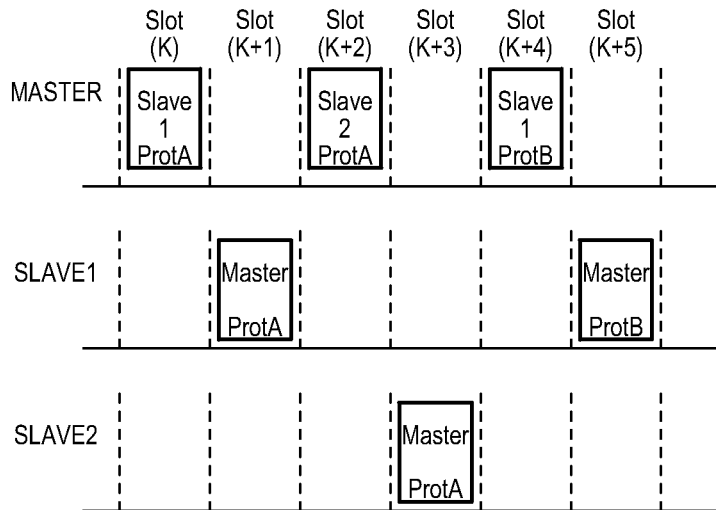 Slot Slot Slot Slot Slot Slot
(K) (K+1) (K+2) (K+3) (K+4) (K+5)
MASTER
Slave
1
ProtA
Slave
2
ProtA
Slave
1
ProtB
SLAVE1
Master
ProtA
Master
ProtB
SLAVE2
Master
ProtA